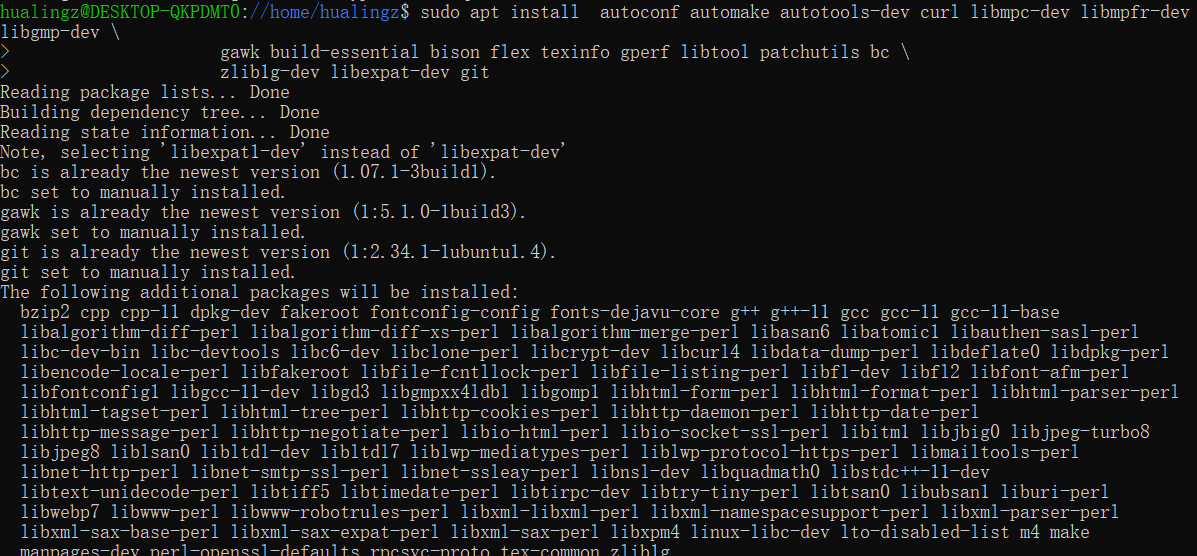 hualingz@DESKTOP-QKPDMT0://home/hualingz$ sudo apt install  autoconf automake autotools-dev curl libmpc-dev libmpfr-dev
libgmp-dev \
>                     gawk build-essential bison flex texinfo gperf libtool patchutils bc \
>                     zlib1g-dev libexpat-dev git
Reading package lists... Done
Building dependency tree... Done
Reading state information... Done
Note, selecting 'libexpat1-dev' instead of 'libexpat-dev'
bc is already the newest version (1.07.1-3build1).
bc set to manually installed.
gawk is already the newest version (1:5.1.0-1build3).
gawk set to manually installed.
git is already the newest version (1:2.34.1-1ubuntu1.4).
git set to manually installed.
The following additional packages will be installed:
  bzip2 cpp cpp-11 dpkg-dev fakeroot fontconfig-config fonts-dejavu-core g++ g++-11 gcc gcc-11 gcc-11-base
  libalgorithm-diff-perl libalgorithm-diff-xs-perl libalgorithm-merge-perl libasan6 libatomic1 libauthen-sasl-perl
  libc-dev-bin libc-devtools libc6-dev libclone-perl libcrypt-dev libcurl4 libdata-dump-perl libdeflate0 libdpkg-perl
  libencode-locale-perl libfakeroot libfile-fcntllock-perl libfile-listing-perl libfl-dev libfl2 libfont-afm-perl
  libfontconfig1 libgcc-11-dev libgd3 libgmpxx4ldbl libgomp1 libhtml-form-perl libhtml-format-perl libhtml-parser-perl
  libhtml-tagset-perl libhtml-tree-perl libhttp-cookies-perl libhttp-daemon-perl libhttp-date-perl
  libhttp-message-perl libhttp-negotiate-perl libio-html-perl libio-socket-ssl-perl libitm1 libjbig0 libjpeg-turbo8
  libjpeg8 liblsan0 libltdl-dev libltdl7 liblwp-mediatypes-perl liblwp-protocol-https-perl libmailtools-perl
  libnet-http-perl libnet-smtp-ssl-perl libnet-ssleay-perl libnsl-dev libquadmath0 libstdc++-11-dev
  libtext-unidecode-perl libtiff5 libtimedate-perl libtirpc-dev libtry-tiny-perl libtsan0 libubsan1 liburi-perl
  libwebp7 libwww-perl libwww-robotrules-perl libxml-libxml-perl libxml-namespacesupport-perl libxml-parser-perl
  libxml-sax-base-perl libxml-sax-expat-perl libxml-sax-perl libxpm4 linux-libc-dev lto-disabled-list m4 make
  manpages-dev perl-openssl-defaults rpcsvc-proto tex-common zlib1g